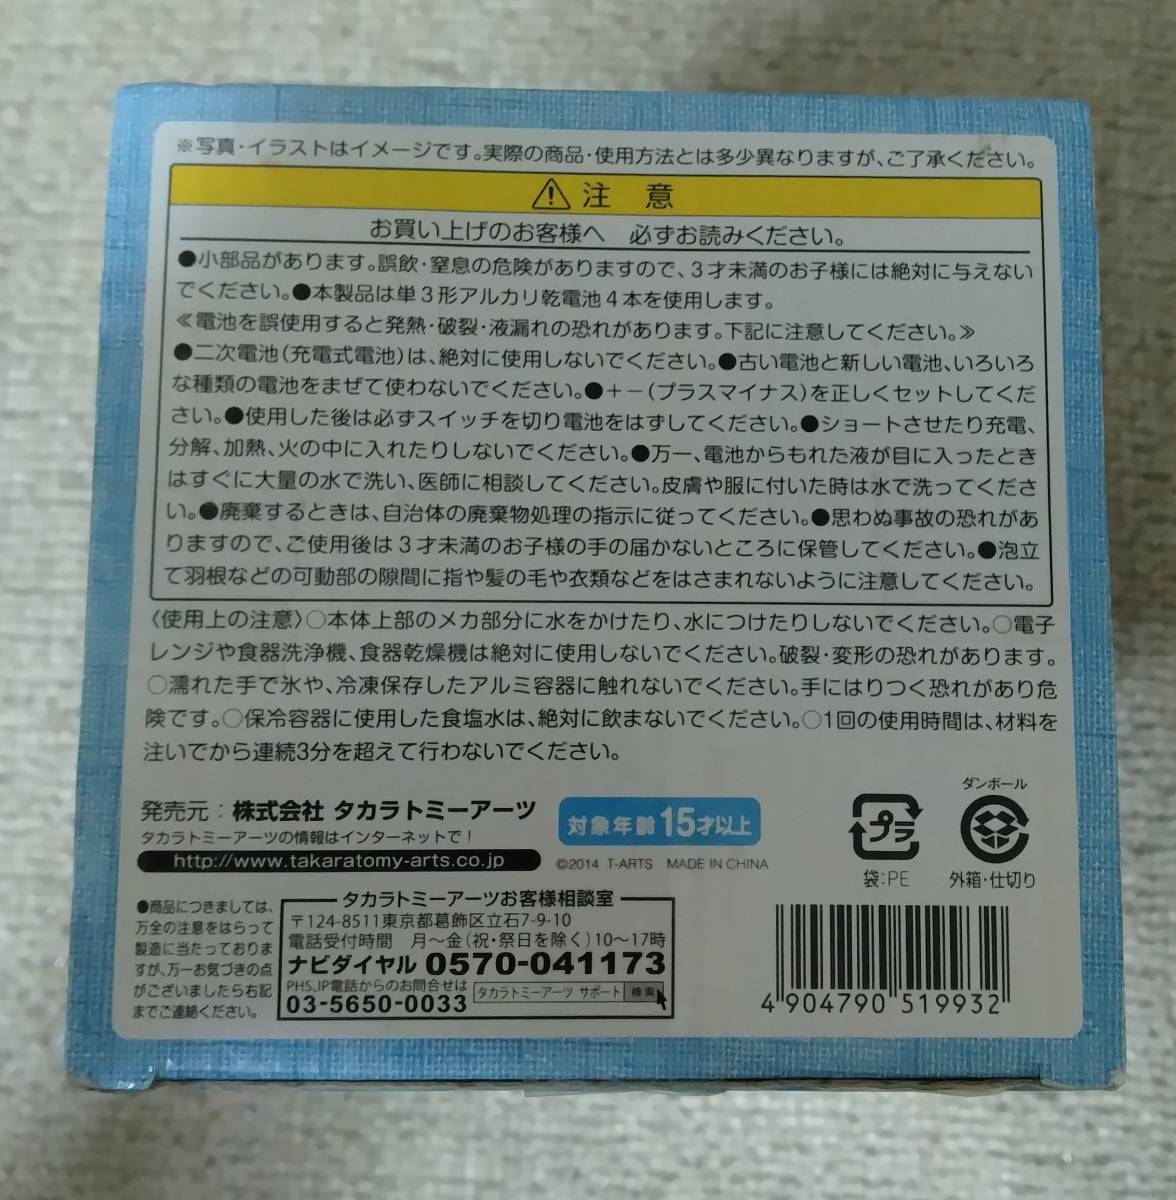 ※写真・イラストはイメージです。実際の商品・使用方法とは多少異なりますが、ご了承ください。
⚠注 意
お買い上げのお客様へ 必ずお読みください。
●小部品があります。誤飲・窒息の危険がありますので、3才未満のお子様には絶対に与えない
でください。●本製品は単3形アルカリ乾電池4本を使用します。
≪電池を誤使用すると発熱・破裂・液漏れの恐れがあります。下記に注意してください。≫
●二次電池(充電式電池)は、絶対に使用しないでください。●古い電池と新しい電池、いろいろ
な種類の電池をまぜて使わないでください。●+-(プラスマイナス)を正しくセットしてくだ
さい。●使用した後は必ずスイッチを切り電池をはずしてください。●ショートさせたり充電、
分解、加熱、火の中に入れたりしないでください。●万一、電池からもれた液が目に入ったとき
はすぐに大量の水で洗い、医師に相談してください。皮膚や服に付いた時は水で洗ってくださ
い。●廃棄するときは、自治体の廃棄物処理の指示に従ってください。●思わぬ事故の恐れがあ
りますので、ご使用後は3才未満のお子様の手の届かないところに保管してください。●泡立
て羽根などの可動部の隙間に指や髪の毛や衣類などをはさまれないように注意してください。
〈使用上の注意〉○本体上部のメカ部分に水をかけたり、水につけたりしないでください。○電子
レンジや食器洗浄機、食器乾燥機は絶対に使用しないでください。破裂・変形の恐れがあります。
○濡れた手で氷や、冷凍保存したアルミ容器に触れないでください。手にはりつく恐れがあり危
険です。○保冷容器に使用した食塩水は、絶対に飲まないでください。○1回の使用時間は、材料を
注いでから連続3分を超えて行わないでください。
発売元:株式会社 タカラトミーアーツ
タカラトミーアーツの情報はインターネットで!
http://www.takaratomy-arts.co.jp
対象年齢15才以上
©2014 T-ARTS MADE IN CHINA
プラ
袋:PE
ダンボール
外箱・仕切り
●商品につきましては、
万全の注意をはらって
製造に当たっておりま
すが、万一お気づきの点
がございましたら右記
までご連絡ください。
タカラトミーアーツお客様相談室
〒124-8511東京都葛飾区立石7-9-10
電話受付時間 月〜金(祝・祭日を除く)10〜17時
ナビダイヤル 0570-041173
PHS、IP電話からのお問合せは
03-5650-0033
タカラトミーアーツ サポート 検索
4 904790 519932